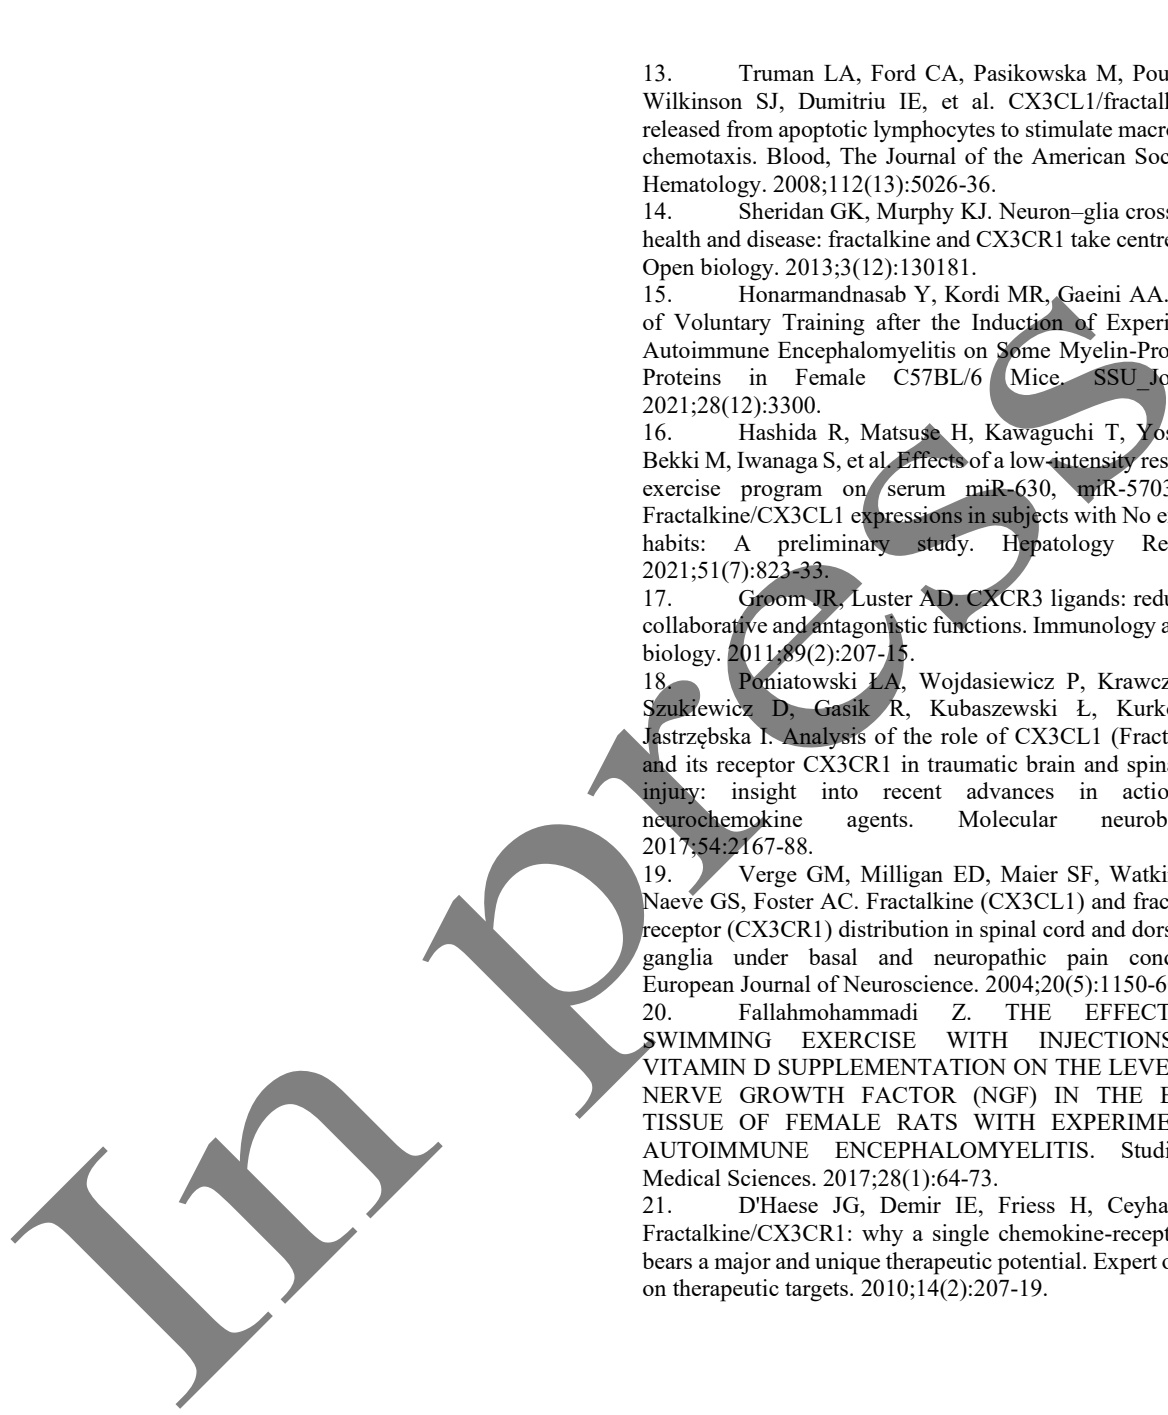 13. Truman LA, Ford CA, Pasikowska M, Pou
Wilkinson SJ, Dumitriu IE, et al. CX3CL1/fractall
released from apoptotic lymphocytes to stimulate macr
chemotaxis. Blood, The Journal of the American Soc
Hematology. 2008;112(13):5026-36.
14. Sheridan GK, Murphy KJ. Neuron–glia cross
health and disease: fractalkine and CX3CR1 take centre
Open biology. 2013;3(12):130181.
15. Honarmandnasab Y, Kordi MR, Gaeini AA.
of Voluntary Training after the Induction of Experi
Autoimmune Encephalomyelitis on Some Myelin-Pro
Proteins in Female C57BL/6 Mice. SSU_Jo
2021;28(12):3300.
16. Hashida R, Matsuse H, Kawaguchi T, Yos
Bekki M, Iwanaga S, et al. Effects of a low-intensity res
exercise program on serum miR-630, miR-5703
Fractalkine/CX3CL1 expressions in subjects with No e
habits: A preliminary study. Hepatology Re
2021;51(7):823-33.
17. Groom JR, Luster AD. CXCR3 ligands: redu
collaborative and antagonistic functions. Immunology a
biology. 2011;89(2):207-15.
18. Poniatowski ŁA, Wojdasiewicz P, Krawcz
Szukiewicz D, Gasik R, Kubaszewski Ł, Kurk
Jastrzębska I. Analysis of the role of CX3CL1 (Fract
and its receptor CX3CR1 in traumatic brain and spin
injury: insight into recent advances in actio
neurochemokine agents. Molecular neurob
2017;54:2167-88.
19. Verge GM, Milligan ED, Maier SF, Watki
Naeve GS, Foster AC. Fractalkine (CX3CL1) and frac
receptor (CX3CR1) distribution in spinal cord and dors
ganglia under basal and neuropathic pain cond
European Journal of Neuroscience. 2004;20(5):1150-6
20. Fallahmohammadi Z. THE EFFECT
SWIMMING EXERCISE WITH INJECTIONS
VITAMIN D SUPPLEMENTATION ON THE LEVE
NERVE GROWTH FACTOR (NGF) IN THE B
TISSUE OF FEMALE RATS WITH EXPERIME
AUTOIMMUNE ENCEPHALOMYELITIS. Studi
Medical Sciences. 2017;28(1):64-73.
21. D'Haese JG, Demir IE, Friess H, Ceyha
Fractalkine/CX3CR1: why a single chemokine-recept
bears a major and unique therapeutic potential. Expert o
on therapeutic targets. 2010;14(2):207-19.
In press